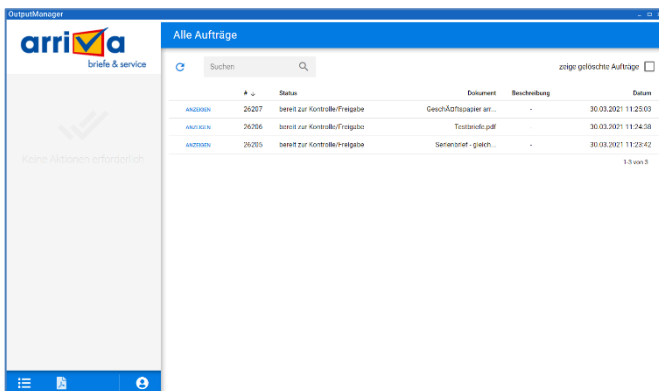 OutputManager
arriva
briefe & service
Alle Aufträge
Suchen
zeige gelöschte Aufträge
# Status Dokument Beschreibung Datum
ANZEIGEN 26207 bereit zur Kontrolle/Freigabe GeschÃ¤ftspapier arr... - 30.03.2021 11:25:03
ANZEIGEN 26206 bereit zur Kontrolle/Freigabe Testbriefe.pdf - 30.03.2021 11:24:38
ANZEIGEN 26205 bereit zur Kontrolle/Freigabe Serienbrief - gleich... - 30.03.2021 11:23:42
Keine Aktionen erforderlich
1-3 von 3